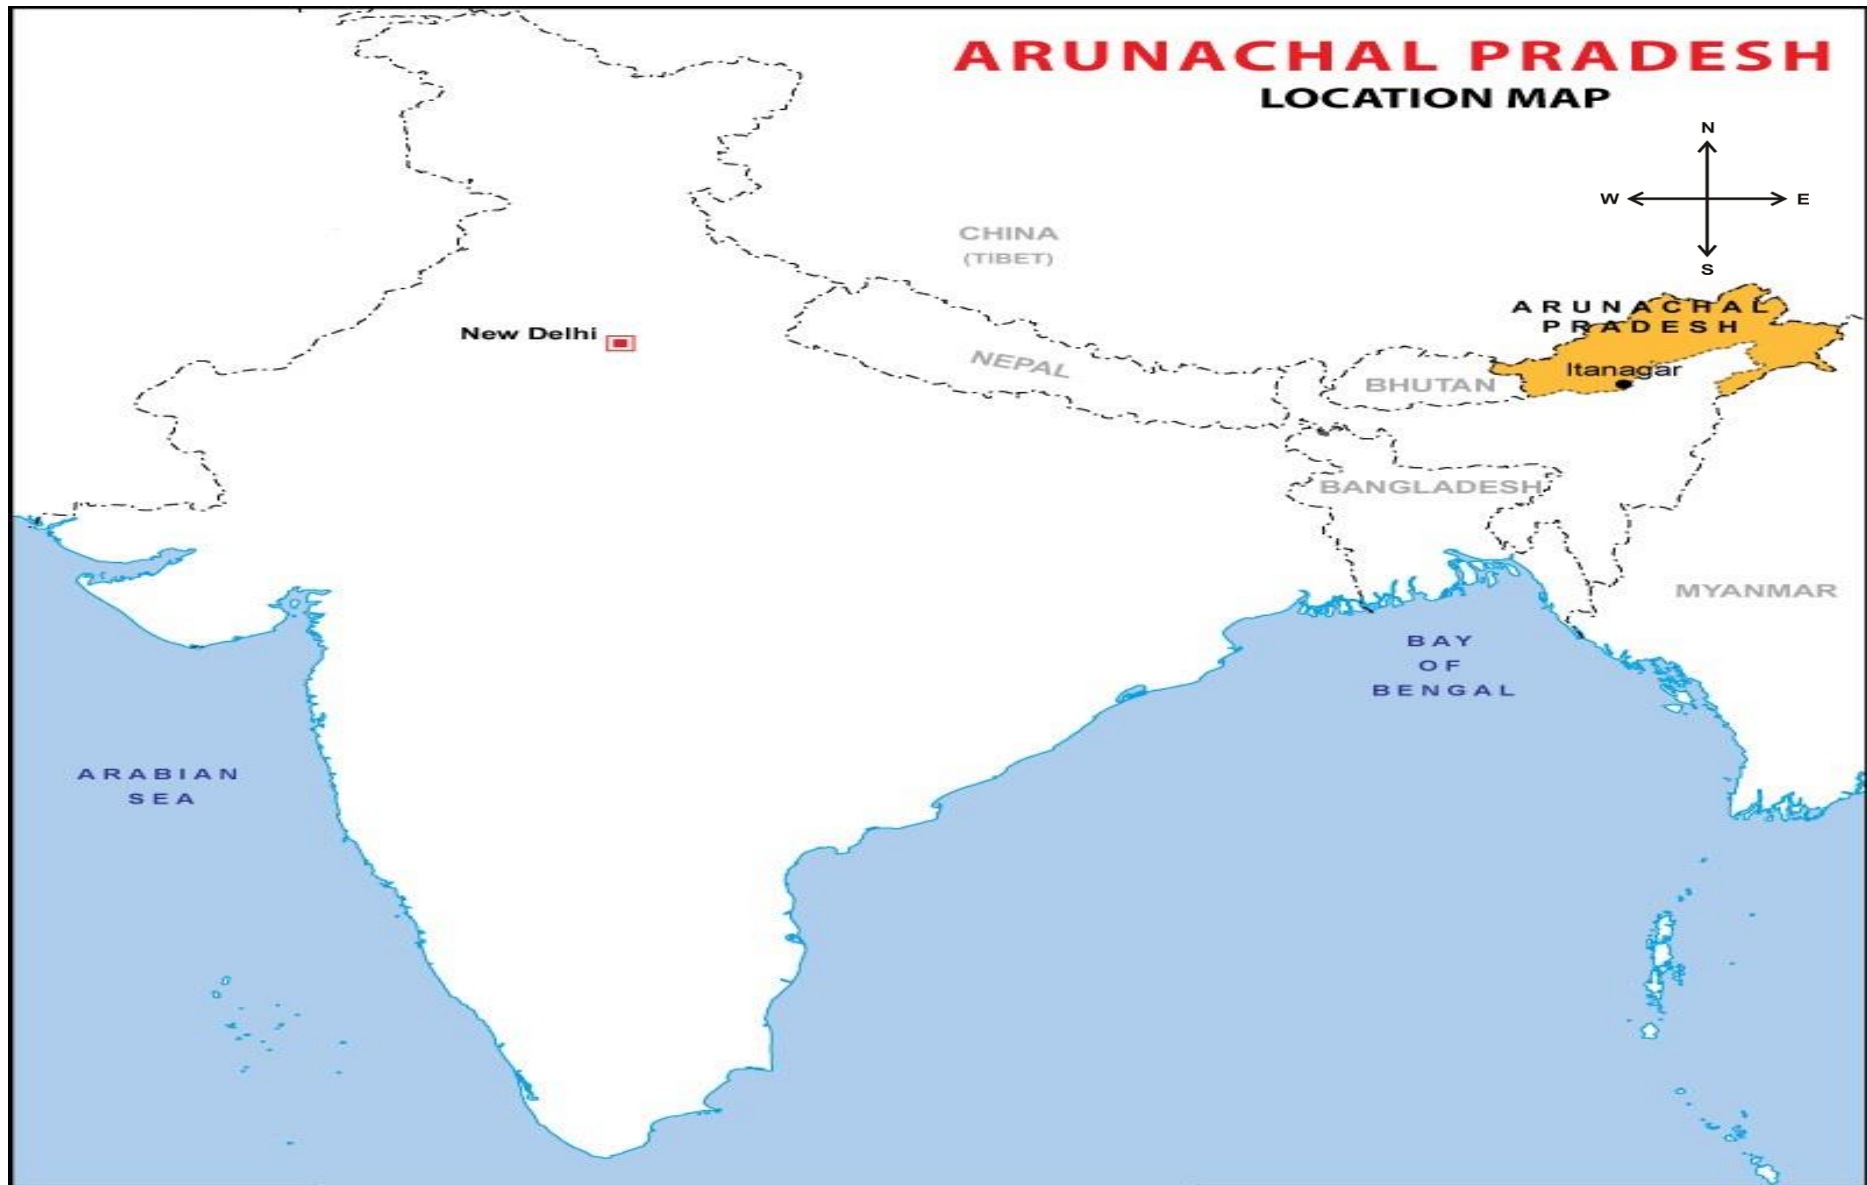 ARUNACHAL PRADESH
LOCATION MAP
N
W E
S
CHINA
(TIBET)
ARUNACHAL
PRADESH
New Delhi
NEPAL
Itanagar
BHUTAN
BANGLADESH
MYANMAR
BAY
OF
BENGAL
ARABIAN
SEA